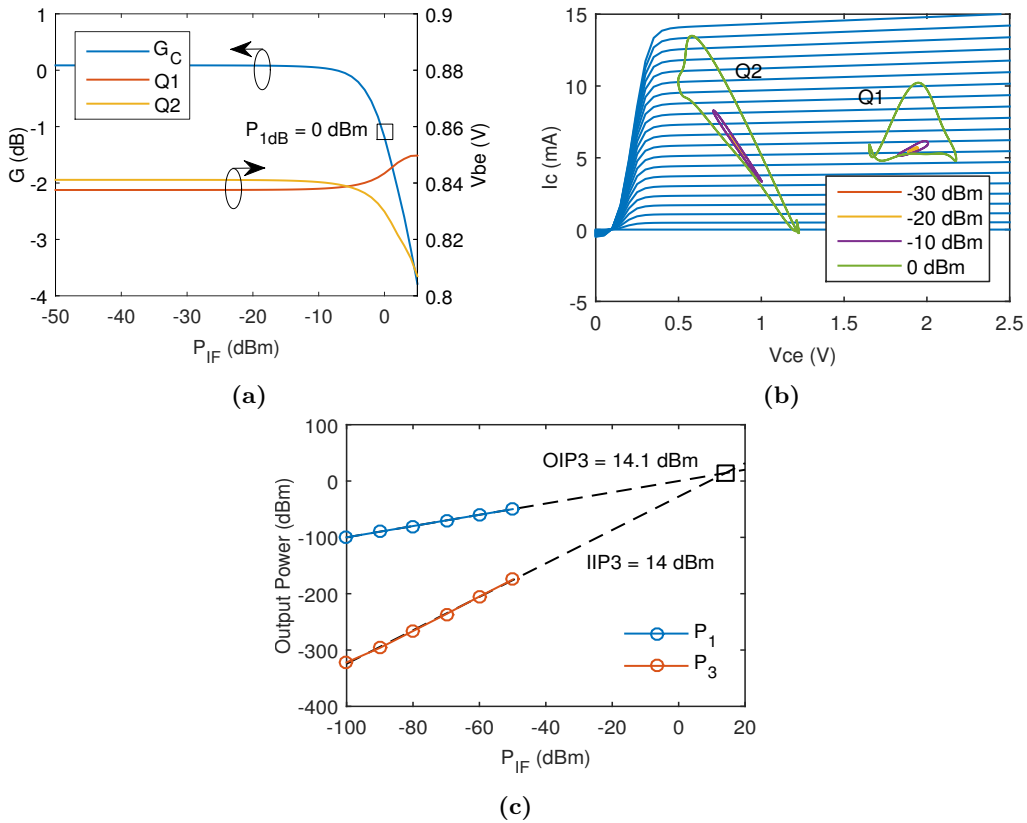 1
0
-1
-2
-3
-4
G (dB)
G_C
Q1
Q2
P_1dB = 0 dBm
0.9
0.88
0.86
0.84
0.82
0.8
Vbe (V)
-50 -40 -30 -20 -10 0
P_IF (dBm)
(a)
15
10
5
0
-5
Ic (mA)
Q2
Q1
-30 dBm
-20 dBm
-10 dBm
0 dBm
0 0.5 1 1.5 2 2.5
Vce (V)
(b)
100
0
-100
-200
-300
-400
Output Power (dBm)
OIP3 = 14.1 dBm
IIP3 = 14 dBm
P_1
P_3
-100 -80 -60 -40 -20 0 20
P_IF (dBm)
(c)